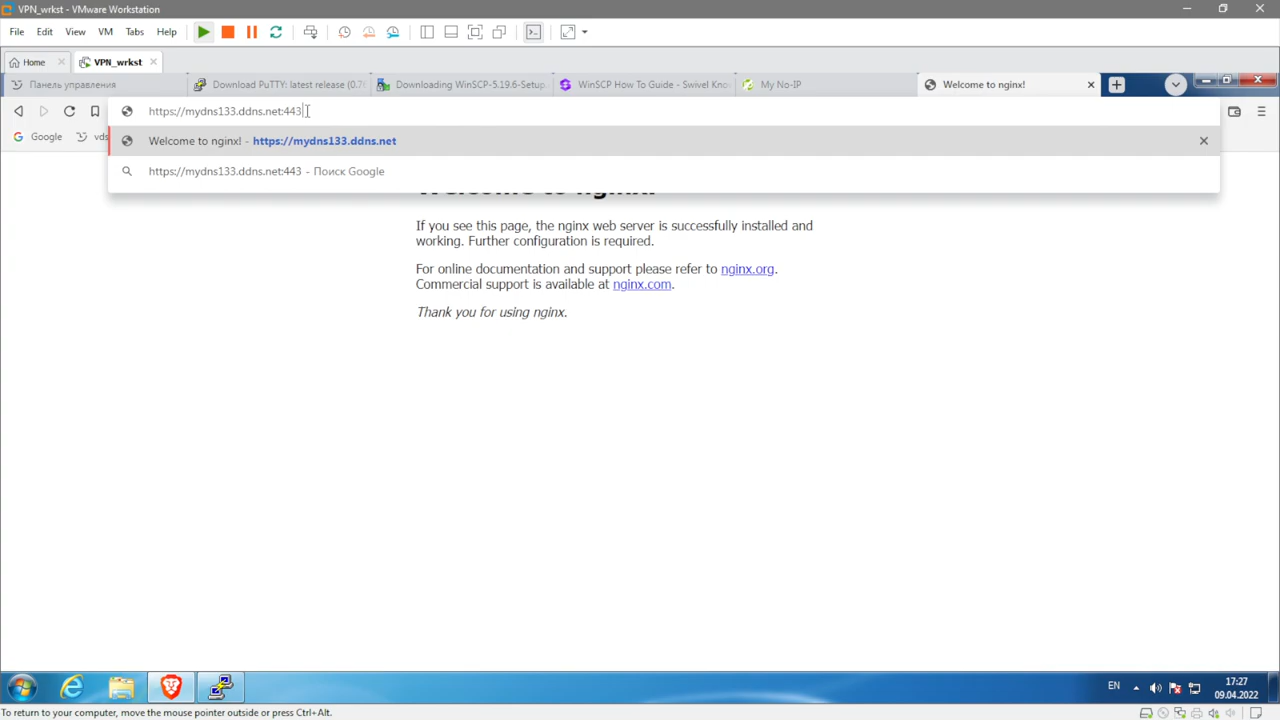 VPN_wrkst - VMware Workstation
File Edit View VM Tabs Help
Home VPN_wrkst
Панель управления Download PuTTY: latest release (0.7 Downloading WinSCP-5.19.6-Setup. WinSCP How To Guide - Swivel Kno My No-IP Welcome to nginx!
https://mydns133.ddns.net:443
Google vds
Welcome to nginx! - https://mydns133.ddns.net
https://mydns133.ddns.net:443 - Поиск Google
Welcome to nginx!
If you see this page, the nginx web server is successfully installed and
working. Further configuration is required.
For online documentation and support please refer to nginx.org.
Commercial support is available at nginx.com.
Thank you for using nginx.
EN 17:27
09.04.2022
To return to your computer, move the mouse pointer outside or press Ctrl+Alt.